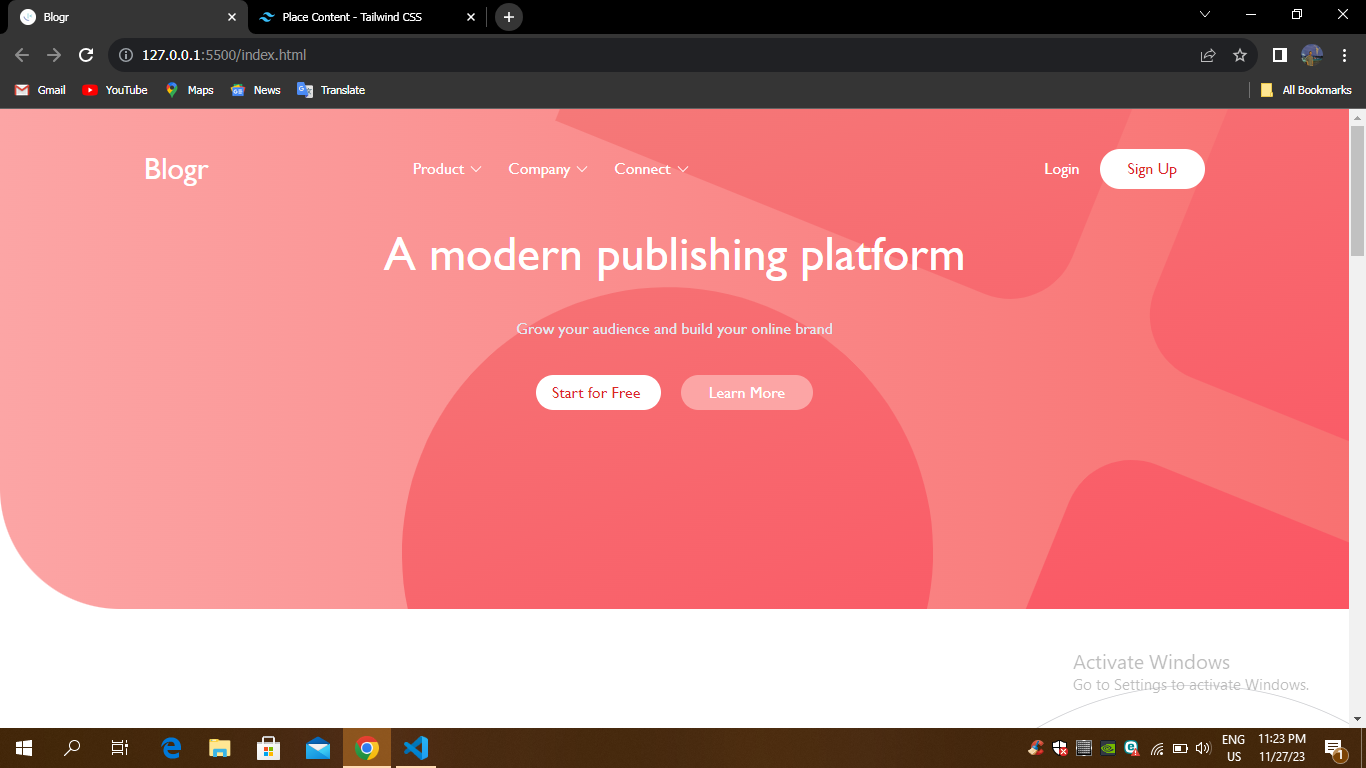 Blogr
Place Content - Tailwind CSS
127.0.0.1:5500/index.html
Gmail YouTube Maps News Translate All Bookmarks
Blogr Product Company Connect Login Sign Up
A modern publishing platform
Grow your audience and build your online brand
Start for Free Learn More
Activate Windows
Go to Settings to activate Windows.
ENG 11:23 PM
US 11/27/23
1